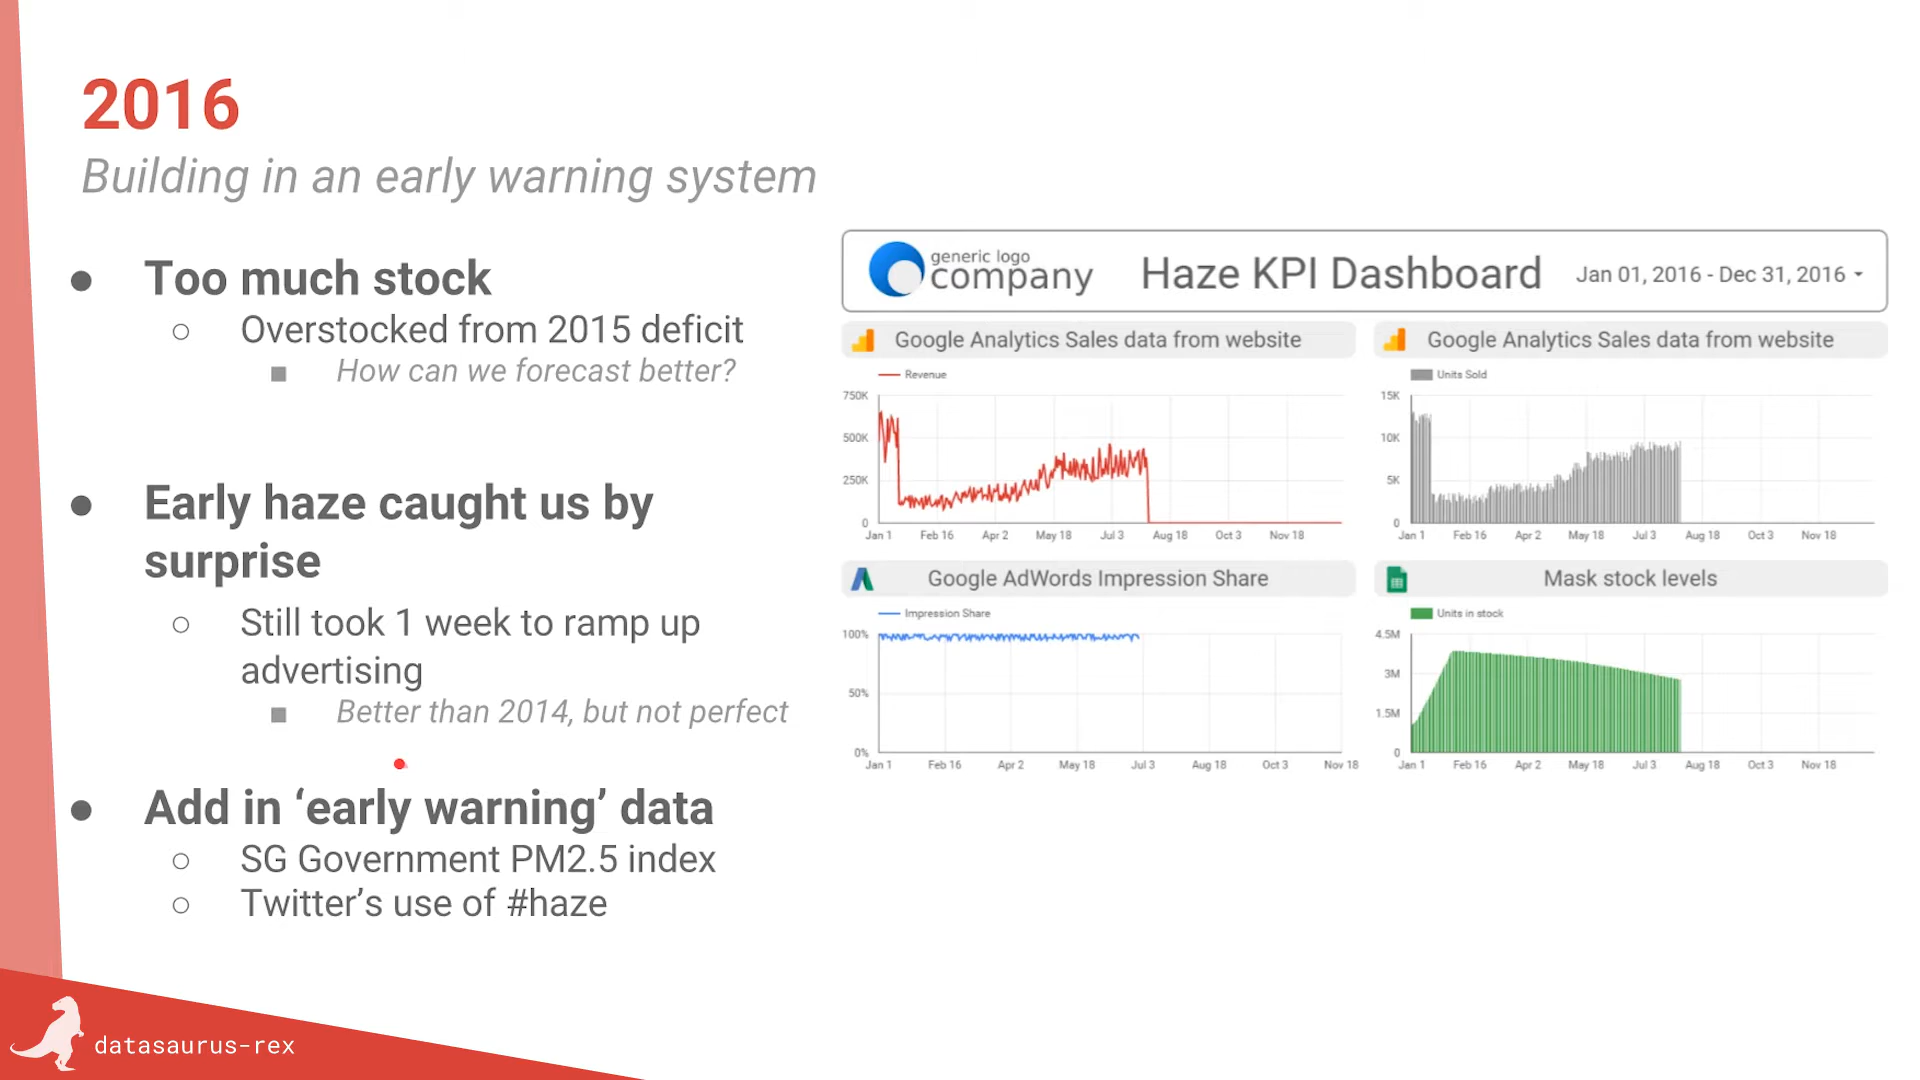 2016
Building in an early warning system
● Too much stock
○ Overstocked from 2015 deficit
■ How can we forecast better?
● Early haze caught us by
surprise
○ Still took 1 week to ramp up
advertising
■ Better than 2014, but not perfect
● Add in ‘early warning’ data
○ SG Government PM2.5 index
○ Twitter’s use of #haze
generic logo
company
Haze KPI Dashboard
Jan 01, 2016 - Dec 31, 2016
Google Analytics Sales data from website
Revenue
750K
500K
250K
0
Jan 1 Feb 16 Apr 2 May 18 Jul 3 Aug 18 Oct 3 Nov 18
Google Analytics Sales data from website
Units Sold
15K
10K
5K
0
Jan 1 Feb 16 Apr 2 May 18 Jul 3 Aug 18 Oct 3 Nov 18
Google AdWords Impression Share
Impression Share
100%
50%
0%
Jan 1 Feb 16 Apr 2 May 18 Jul 3 Aug 18 Oct 3 Nov 18
Mask stock levels
Units in stock
4.5M
3M
1.5M
0
Jan 1 Feb 16 Apr 2 May 18 Jul 3 Aug 18 Oct 3 Nov 18
datasaurus-rex